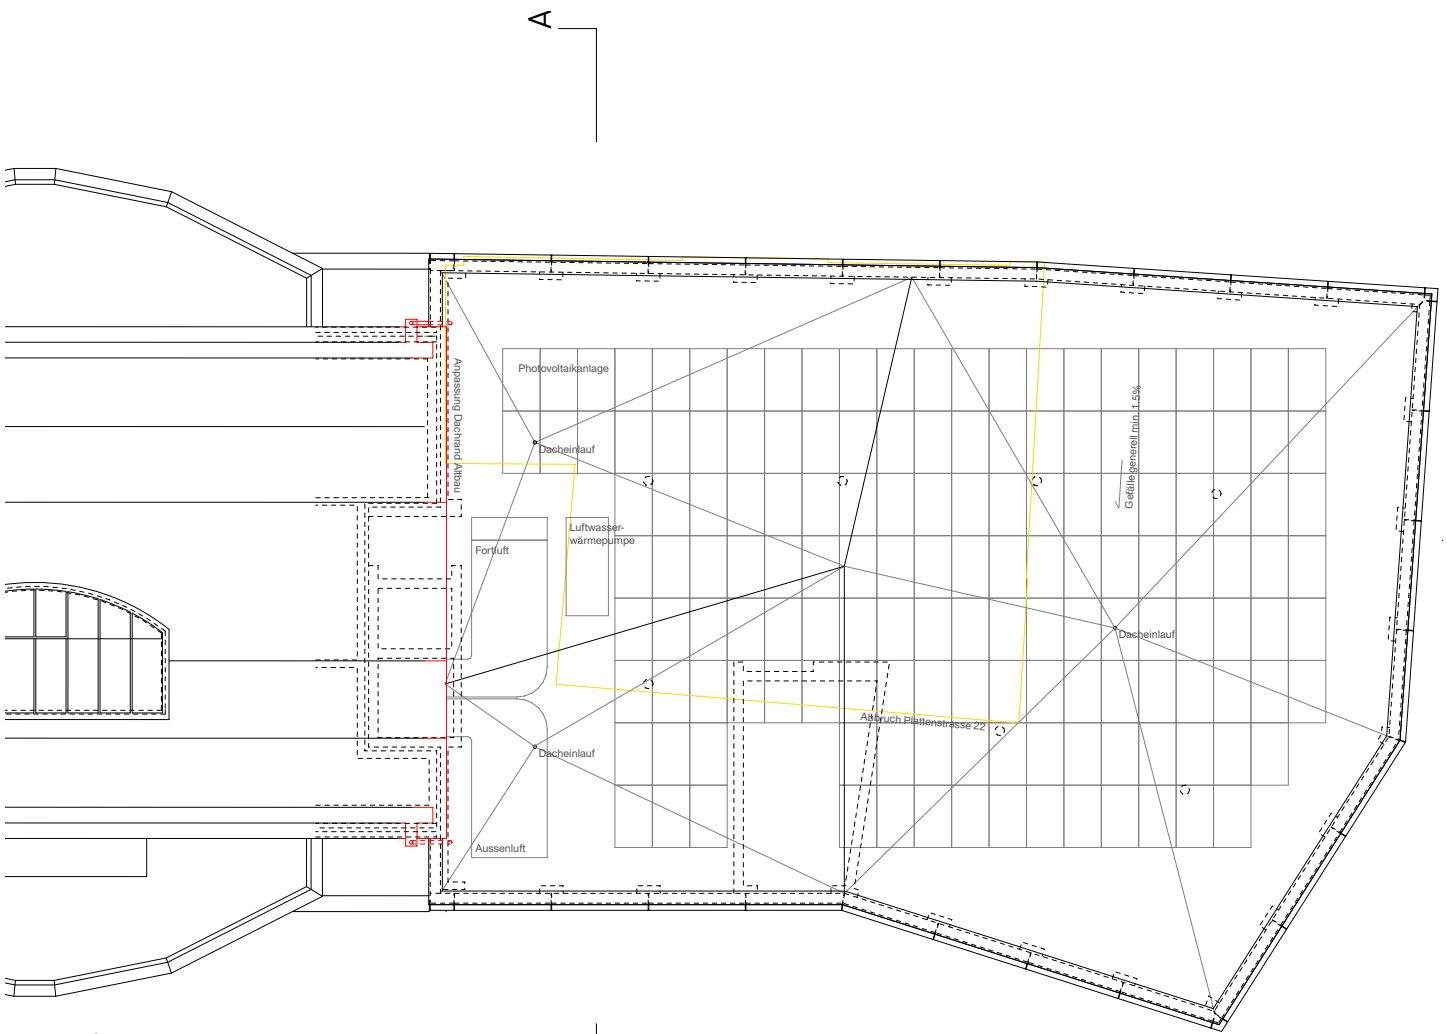 A
Anpassung Dachrand Altbau
Photovoltaikanlage
Dacheinlauf
Gefälle generell min. 1.5%
Luftwasser-
wärmepumpe
Fortluft
Dacheinlauf
Abbruch Plattenstrasse 22
Dacheinlauf
Aussenluft